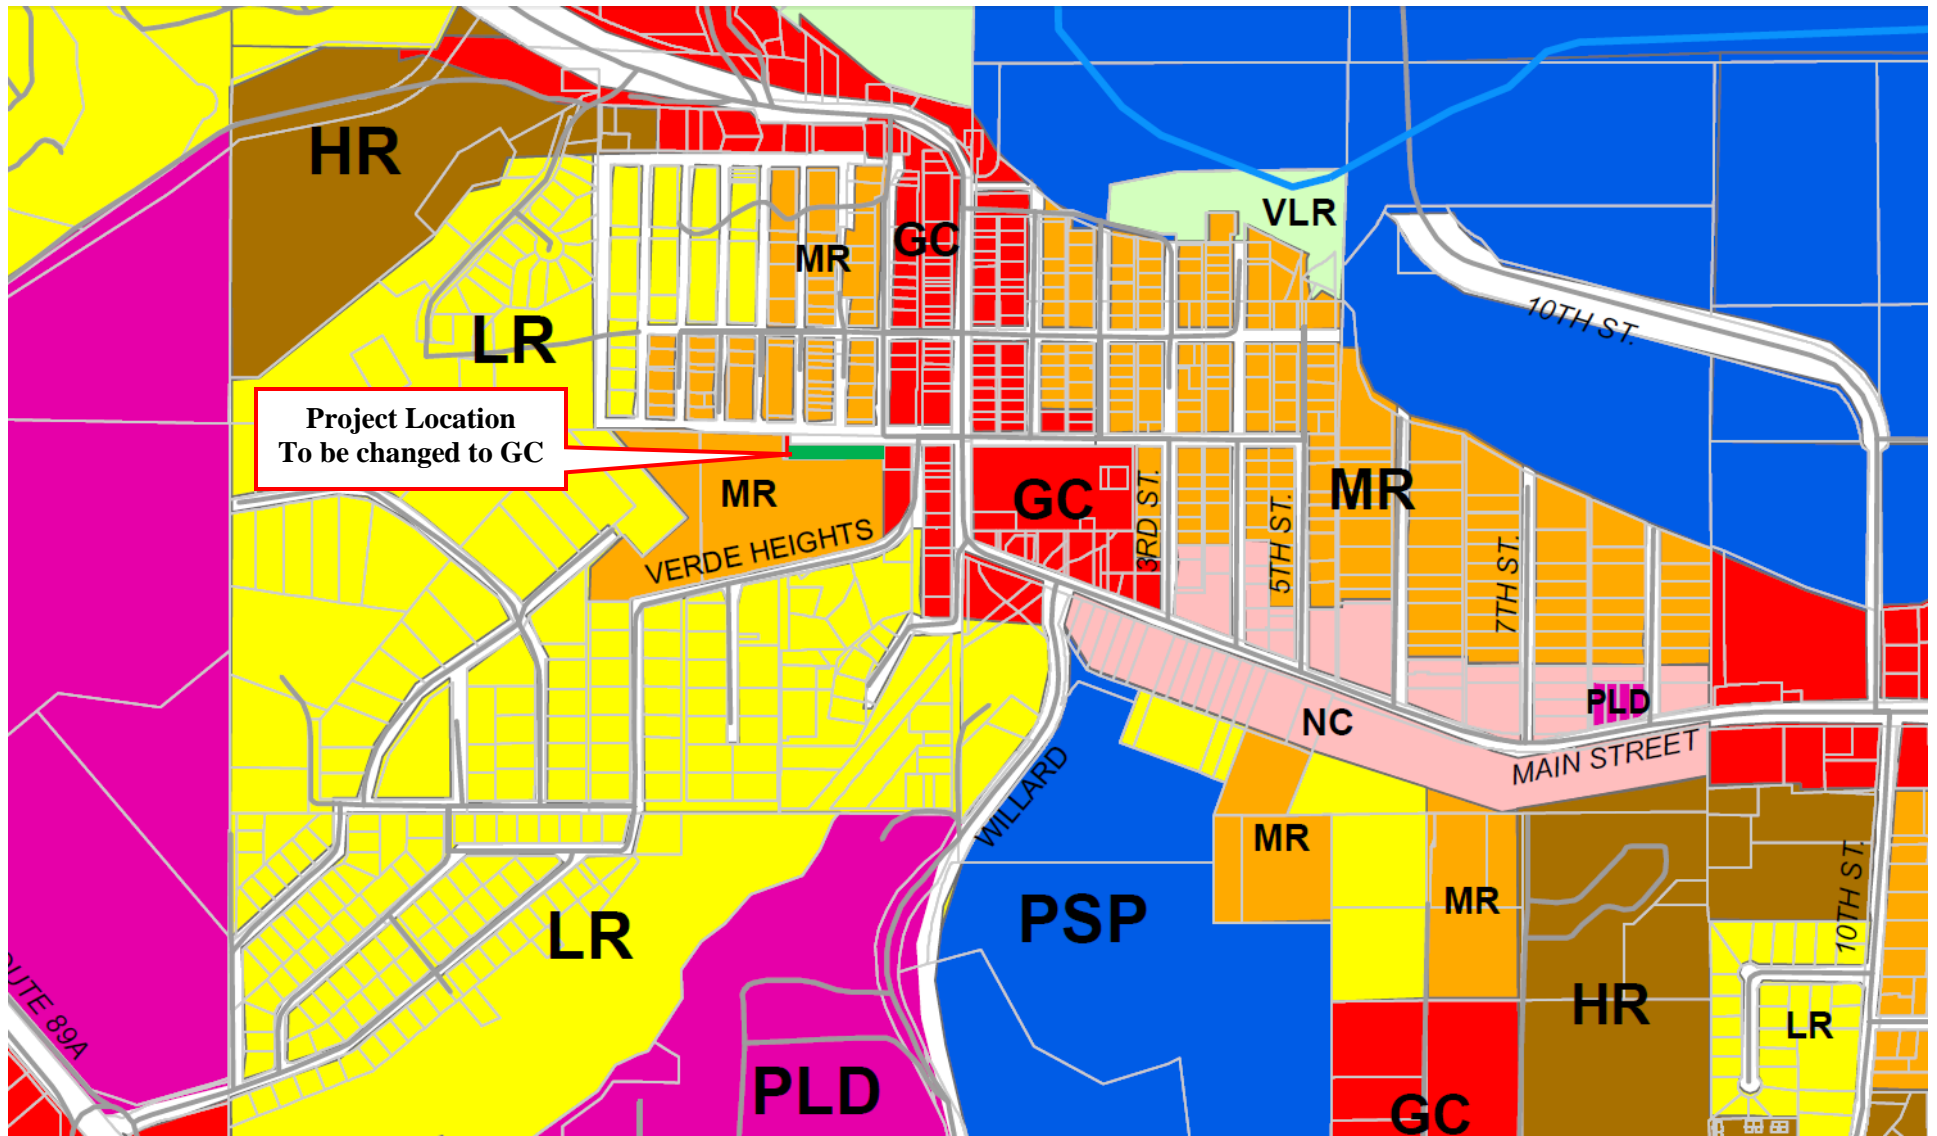 HR
VLR
GC
MR
10TH ST.
LR
Project Location
To be changed to GC
MR
GC
MR
3RD ST.
5TH ST.
VERDE HEIGHTS
7TH ST.
PLD
NC
MAIN STREET
WILLARD
MR
MR
10TH ST.
PSP
LR
HR
LR
PLD
GC